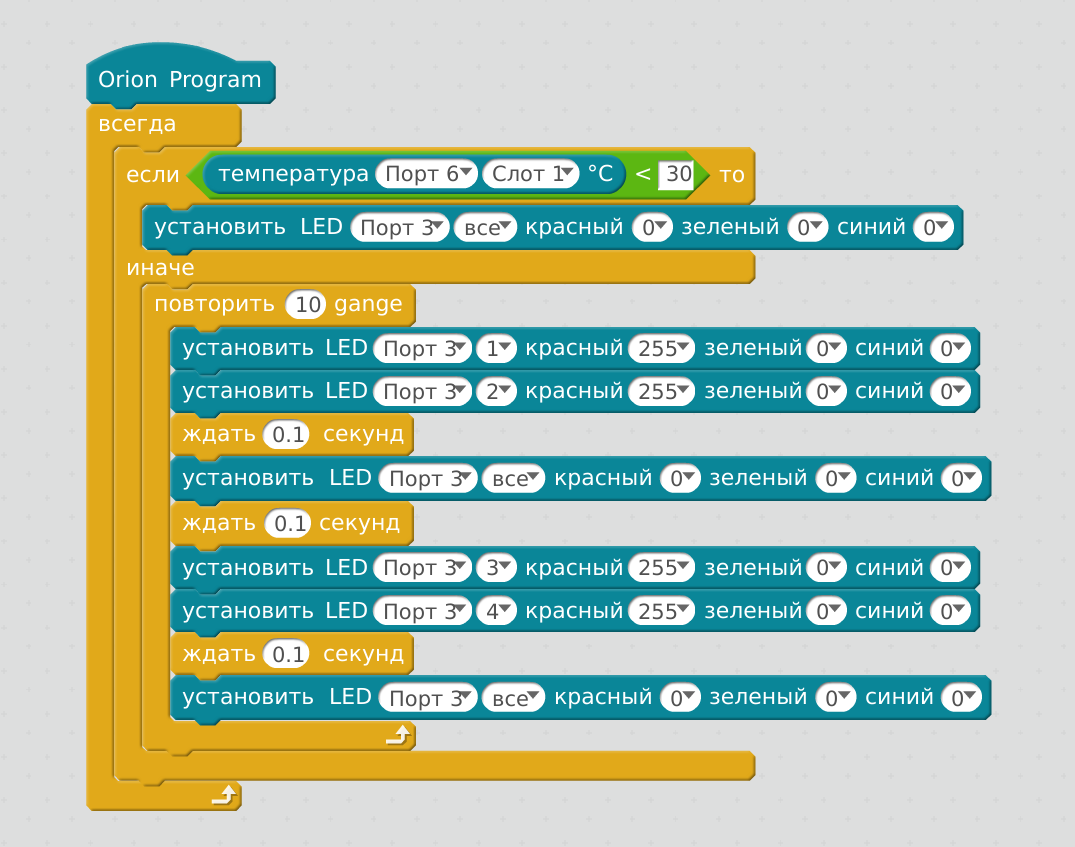 Orion Program
всегда
если температура Порт 6 Слот 1 °C < 30 то
установить LED Порт 3 все красный 0 зеленый 0 синий 0
иначе
повторить 10 gange
установить LED Порт 3 1 красный 255 зеленый 0 синий 0
установить LED Порт 3 2 красный 255 зеленый 0 синий 0
ждать 0.1 секунд
установить LED Порт 3 все красный 0 зеленый 0 синий 0
ждать 0.1 секунд
установить LED Порт 3 3 красный 255 зеленый 0 синий 0
установить LED Порт 3 4 красный 255 зеленый 0 синий 0
ждать 0.1 секунд
установить LED Порт 3 все красный 0 зеленый 0 синий 0